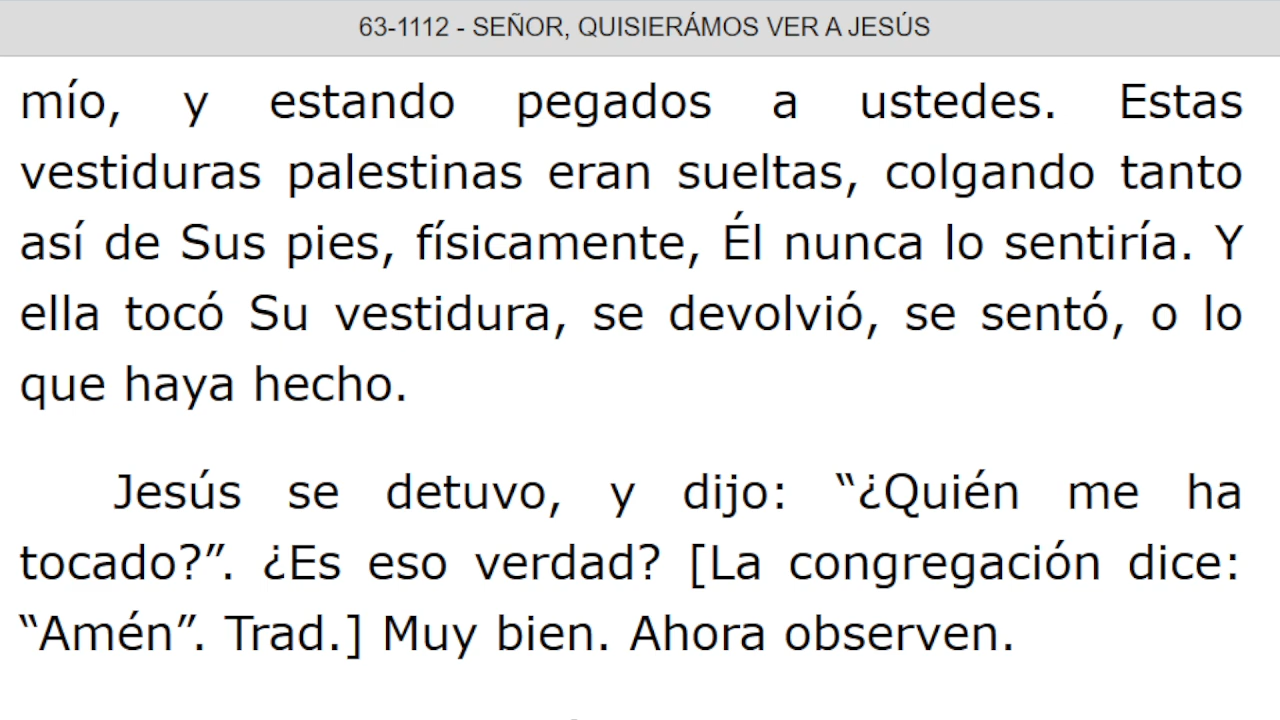 63-1112 - SEÑOR, QUISIERÁMOS VER A JESÚS
mío, y estando pegados a ustedes. Estas
vestiduras palestinas eran sueltas, colgando tanto
así de Sus pies, físicamente, Él nunca lo sentiría. Y
ella tocó Su vestidura, se devolvió, se sentó, o lo
que haya hecho.
Jesús se detuvo, y dijo: “¿Quién me ha
tocado?”. ¿Es eso verdad? [La congregación dice:
“Amén”. Trad.] Muy bien. Ahora observen.